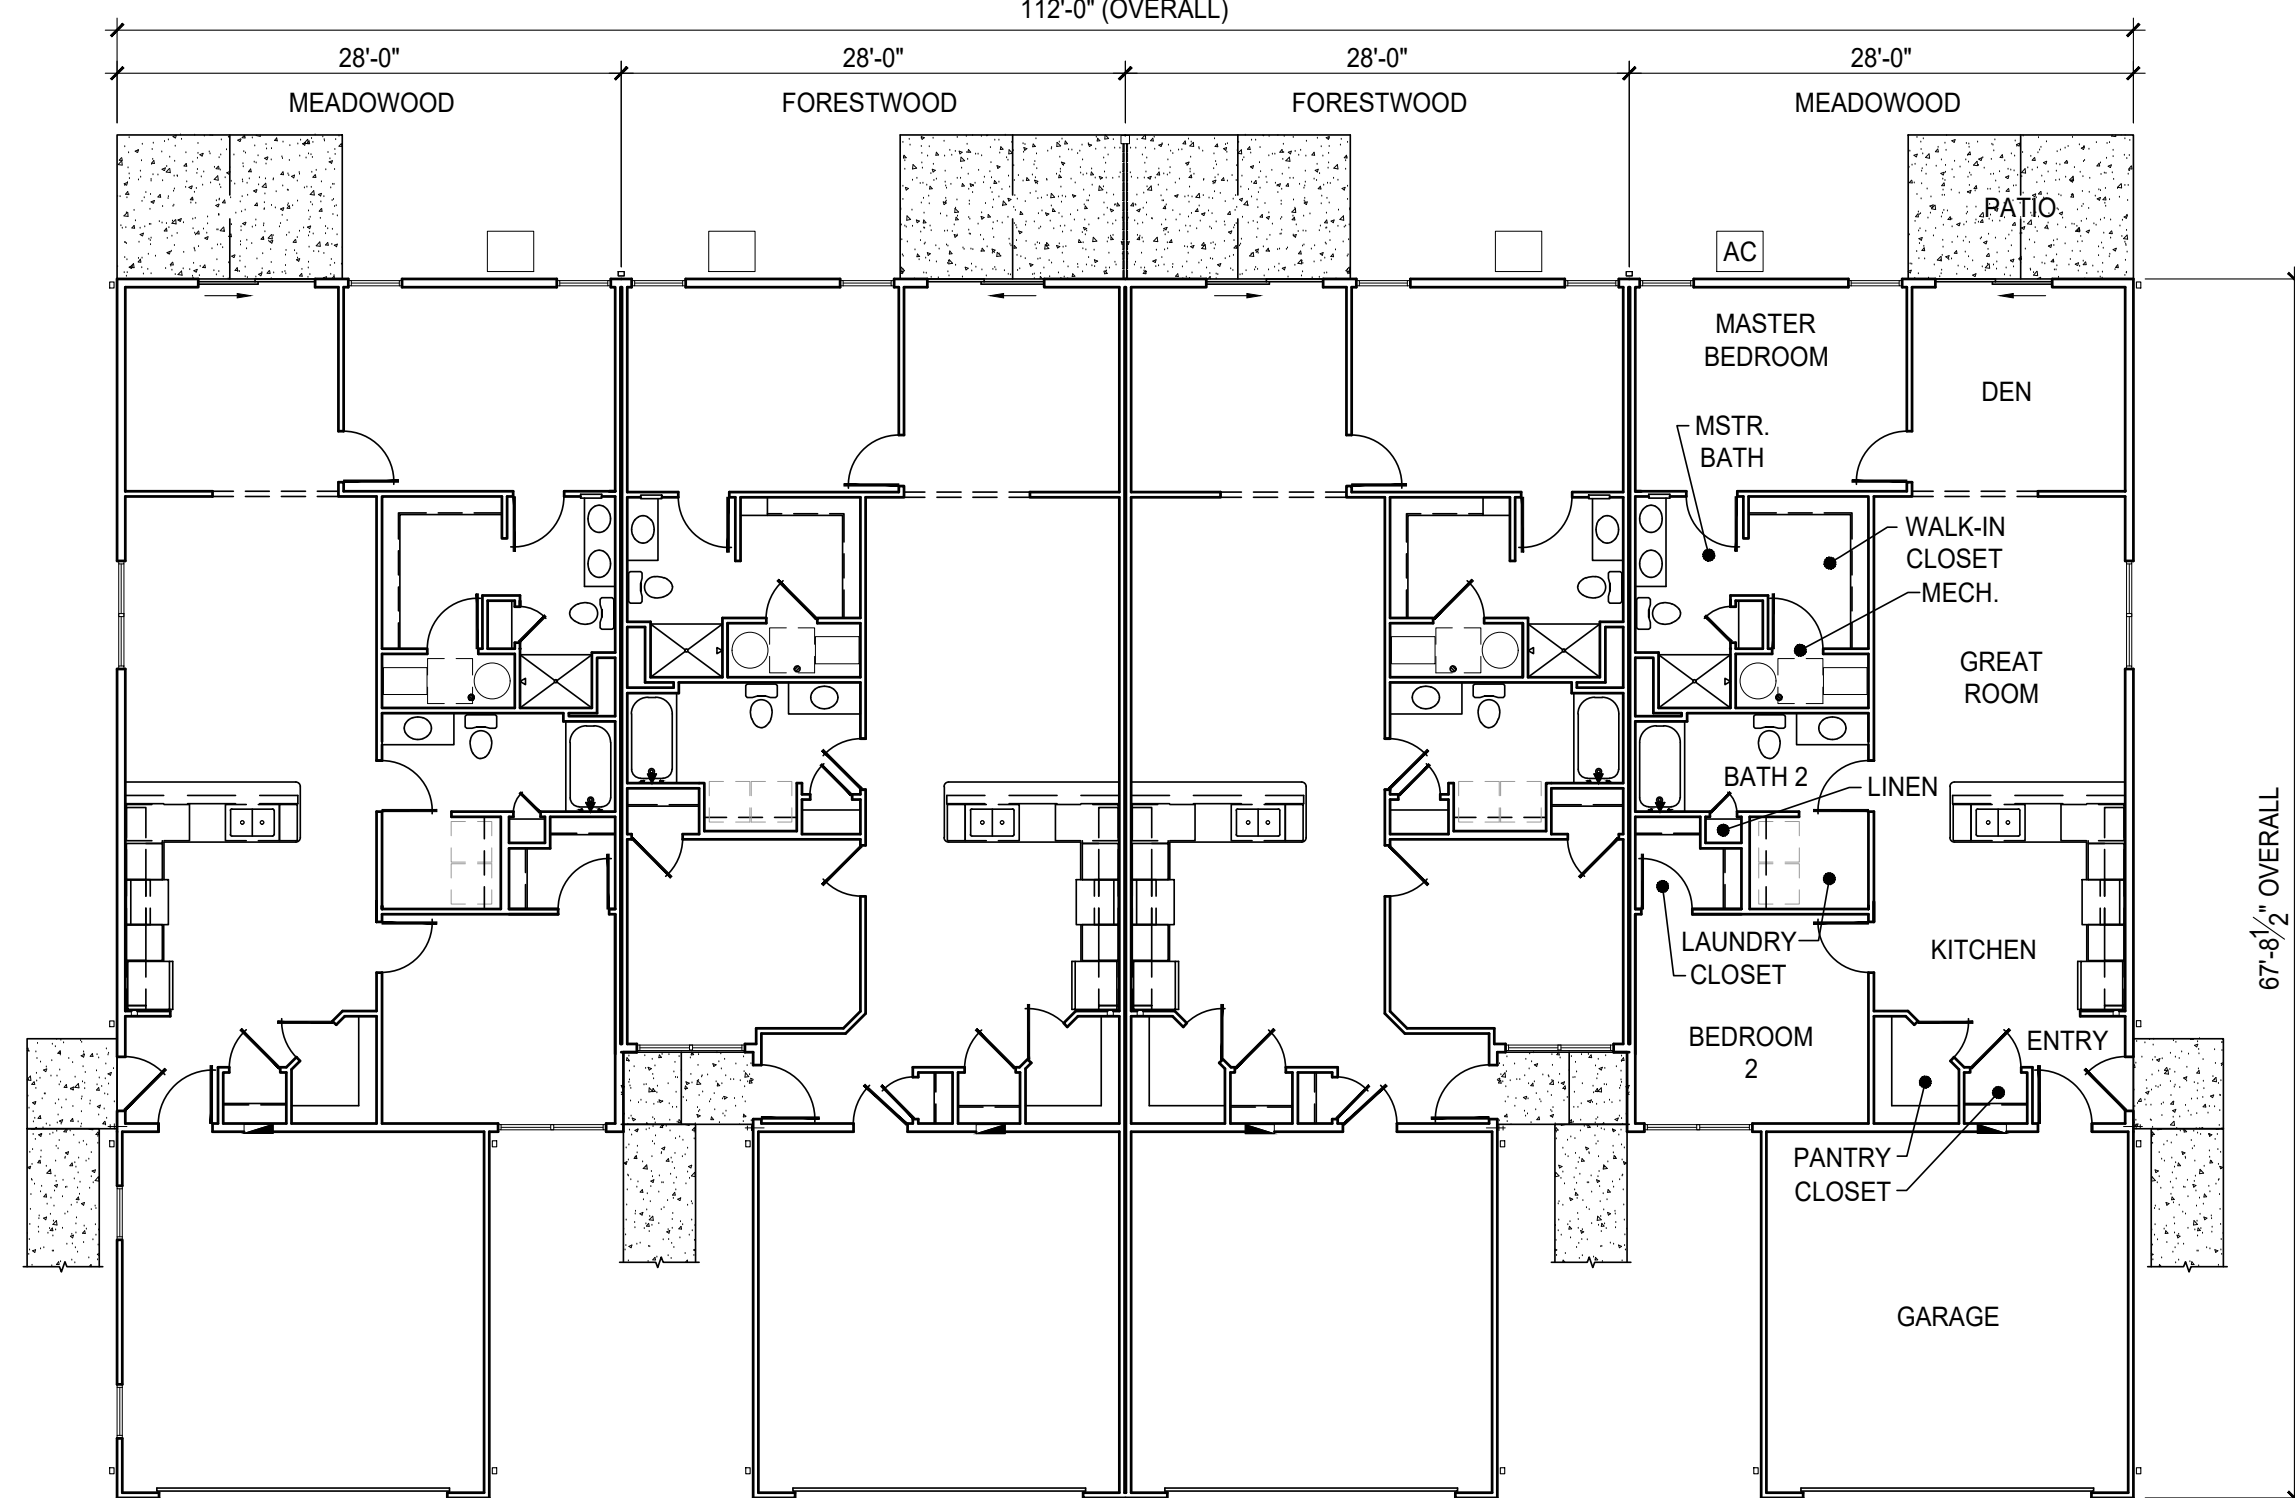 112'-0" (OVERALL)
28'-0" 28'-0" 28'-0" 28'-0"
MEADOWOOD FORESTWOOD FORESTWOOD MEADOWOOD
PATIO
AC
MASTER
BEDROOM
DEN
MSTR.
BATH
WALK-IN
CLOSET
MECH.
GREAT
ROOM
BATH 2
LINEN
67'-8½" OVERALL
LAUNDRY
CLOSET
KITCHEN
BEDROOM
2
ENTRY
PANTRY
CLOSET
GARAGE